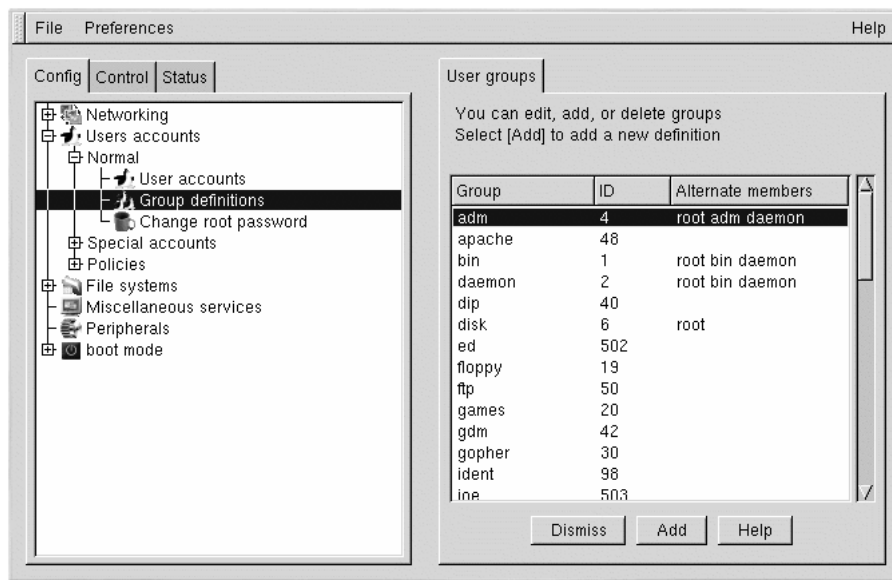 File Preferences Help
Config Control Status
Networking
Users accounts
Normal
User accounts
Group definitions
Change root password
Special accounts
Policies
File systems
Miscellaneous services
Peripherals
boot mode
User groups
You can edit, add, or delete groups
Select [Add] to add a new definition
Group ID Alternate members
adm 4 root adm daemon
apache 48
bin 1 root bin daemon
daemon 2 root bin daemon
dip 40
disk 6 root
ed 502
floppy 19
ftp 50
games 20
gdm 42
gopher 30
ident 98
joe 503
Dismiss Add Help